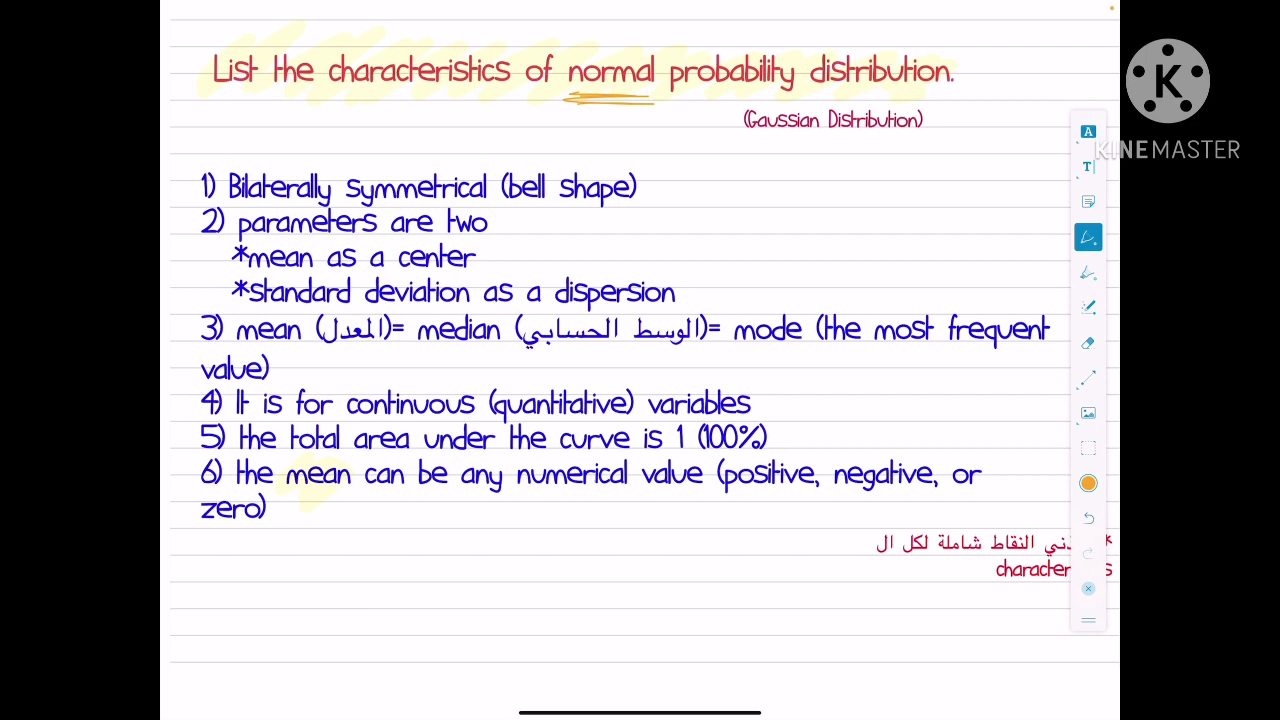 List the characteristics of normal probability distribution.
(Gaussian Distribution)
K
KINEMASTER
1) Bilaterally symmetrical (bell shape)
2) parameters are two
*mean as a center
*standard deviation as a dispersion
3) mean (المعدل)= median (الوسط الحسابي)= mode (the most frequent
value)
4) It is for continuous (quantitative) variables
5) the total area under the curve is 1 (100%)
6) the mean can be any numerical value (positive, negative, or
zero)
* النقاط شاملة لكل ال
A
T